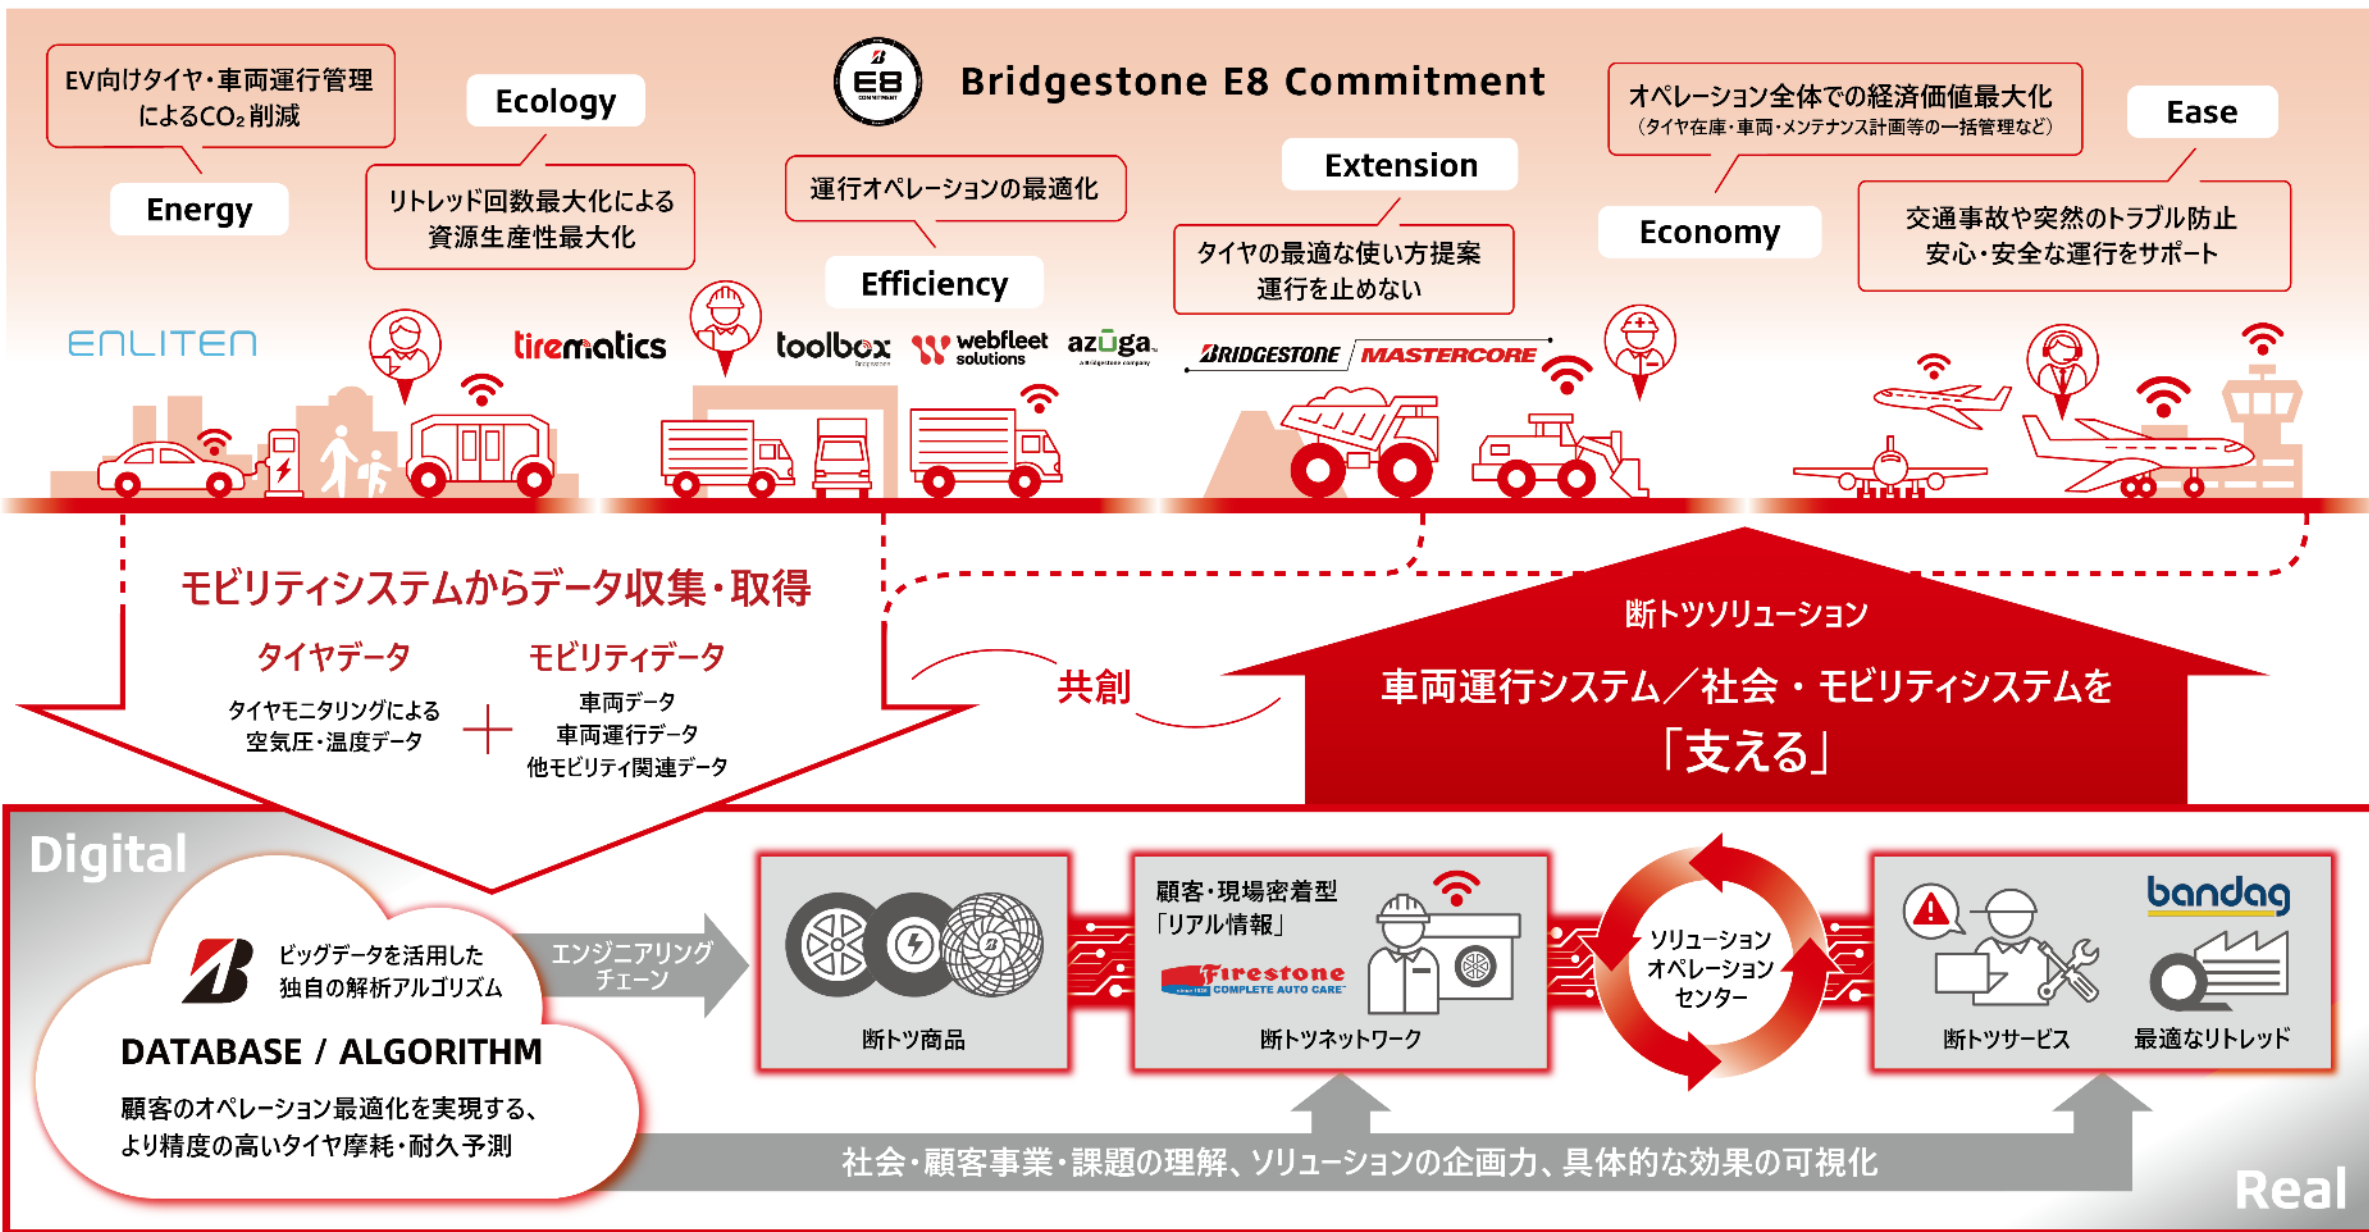 E8
COMMITMENT
Bridgestone E8 Commitment
EV向けタイヤ・車両運行管理
によるCO₂削減
Energy
Ecology
リトレッド回数最大化による
資源生産性最大化
運行オペレーションの最適化
Efficiency
Extension
タイヤの最適な使い方提案
運行を止めない
オペレーション全体での経済価値最大化
（タイヤ在庫・車両・メンテナンス計画等の一括管理など）
Economy
Ease
交通事故や突然のトラブル防止
安心・安全な運行をサポート
ENLITEN
tirematics
toolbox
Bridgestone
webfleet
solutions
azūga
A Bridgestone company
BRIDGESTONE
MASTERCORE
モビリティシステムからデータ収集・取得
タイヤデータ
タイヤモニタリングによる
空気圧・温度データ
モビリティデータ
車両データ
車両運行データ
他モビリティ関連データ
共創
断トツソリューション
車両運行システム／社会・モビリティシステムを
「支える」
Digital
ビッグデータを活用した
独自の解析アルゴリズム
DATABASE / ALGORITHM
顧客のオペレーション最適化を実現する、
より精度の高いタイヤ摩耗・耐久予測
エンジニアリング
チェーン
断トツ商品
顧客・現場密着型
「リアル情報」
Firestone
COMPLETE AUTO CARE
断トツネットワーク
ソリューション
オペレーション
センター
断トツサービス
bandag
最適なリトレッド
社会・顧客事業・課題の理解、ソリューションの企画力、具体的な効果の可視化
Real